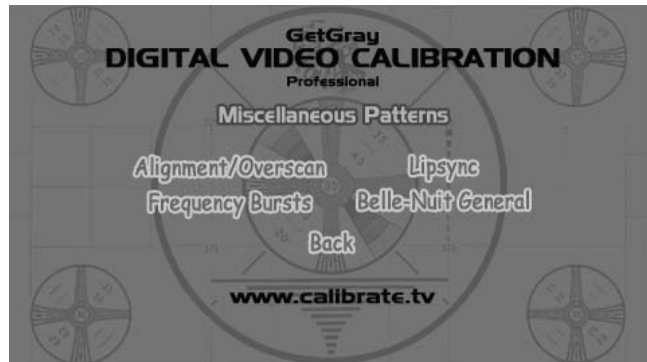 GetGray
DIGITAL VIDEO CALIBRATION
Professional
Miscellaneous Patterns
Alignment/Overscan Lipsync
Frequency Bursts Belle-Nuit General
Back
www.calibrate.tv